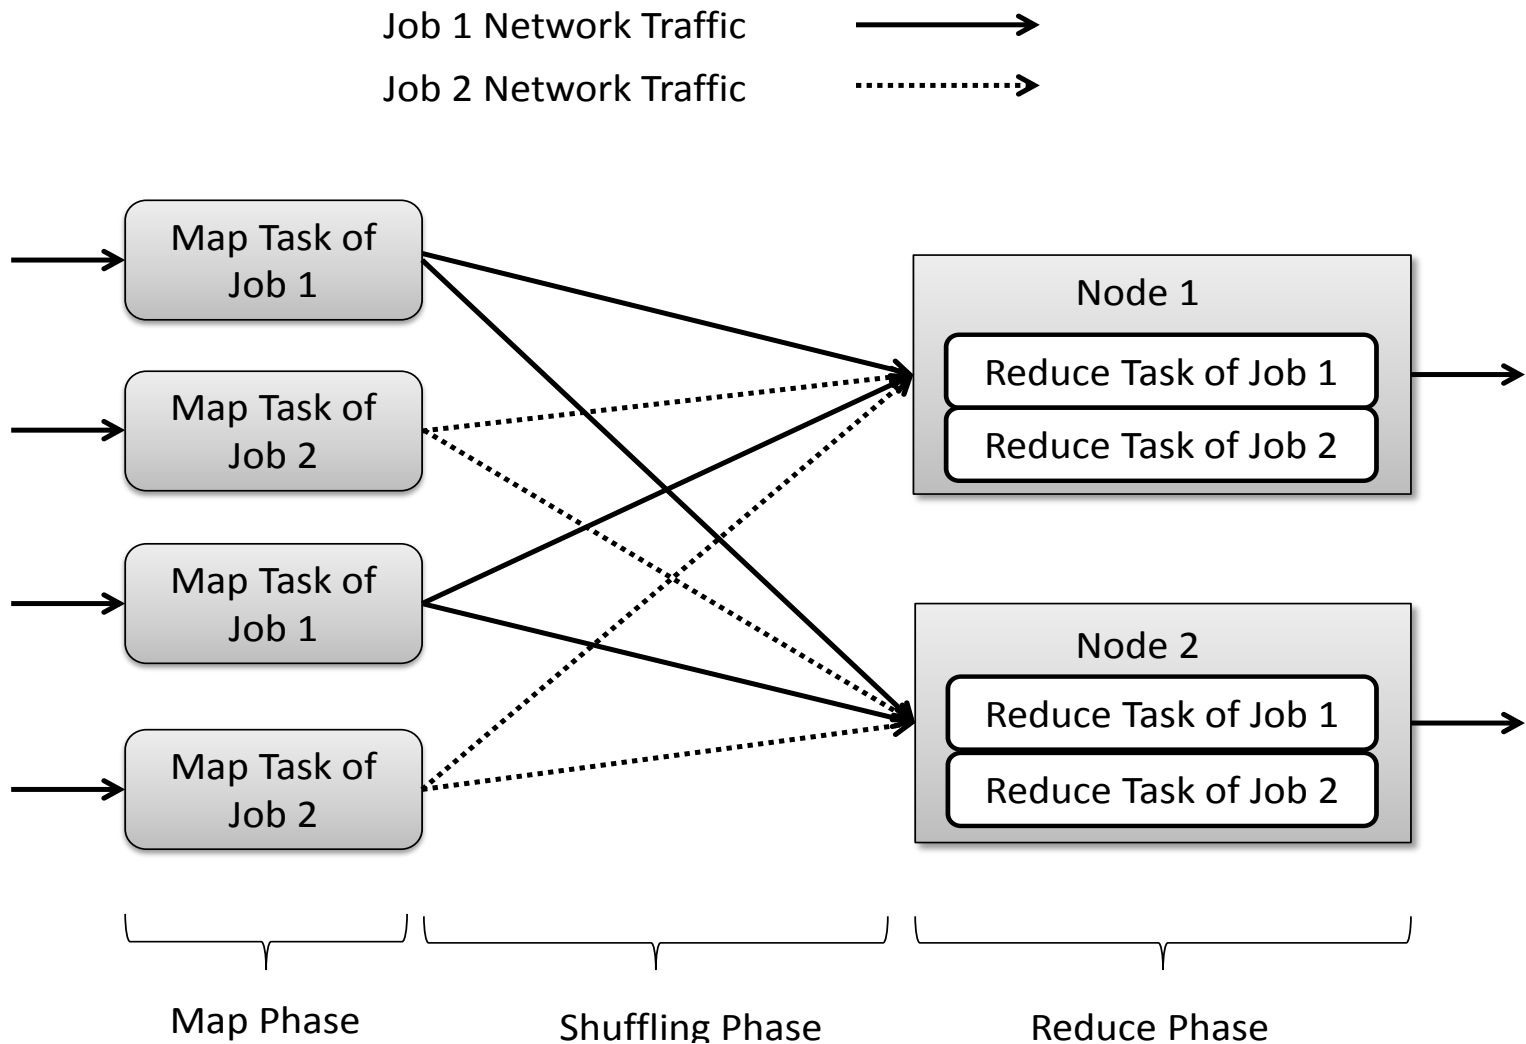 Job 1 Network Traffic
Job 2 Network Traffic
Map Task of
Job 1
Map Task of
Job 2
Map Task of
Job 1
Map Task of
Job 2
Node 1
Reduce Task of Job 1
Reduce Task of Job 2
Node 2
Reduce Task of Job 1
Reduce Task of Job 2
Map Phase
Shuffling Phase
Reduce Phase